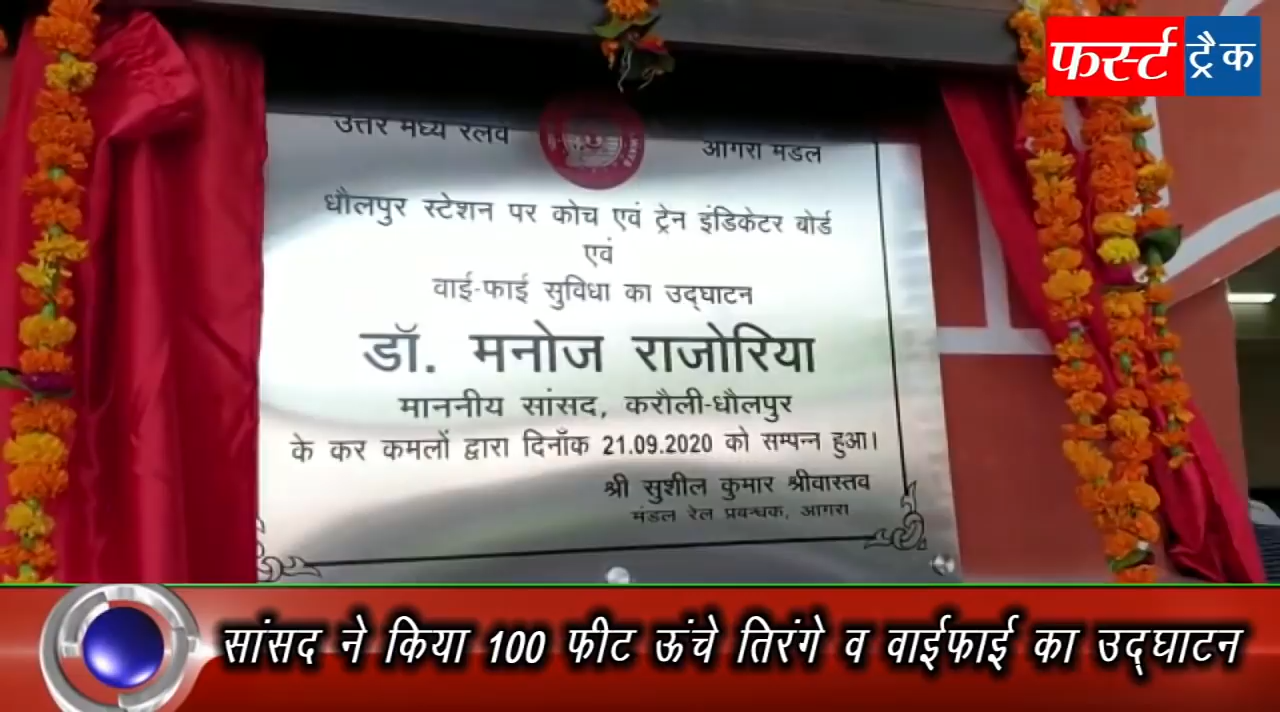 फर्स्ट ट्रैक
उत्तर मध्य रेलवे आगरा मंडल
धौलपुर स्टेशन पर कोच एवं ट्रेन इंडिकेटर बोर्ड
एवं
वाई-फाई सुविधा का उद्घाटन
डॉ. मनोज राजोरिया
माननीय सांसद, करौली-धौलपुर
के कर कमलों द्वारा दिनाँक 21.09.2020 को सम्पन्न हुआ।
श्री सुशील कुमार श्रीवास्तव
मंडल रेल प्रबन्धक, आगरा
सांसद ने किया 100 फीट ऊंचे तिरंगे व वाईफाई का उद्घाटन